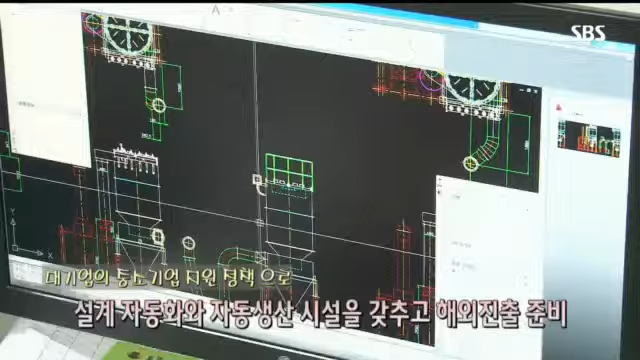 SBS
대기업의 중소기업 지원 정책 으로
설계 자동화와 자동생산 시설을 갖추고 해외진출 준비